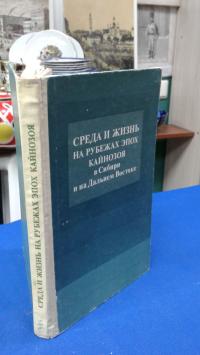 СРЕДА И ЖИЗНЬ
НА РУБЕЖАХ ЭПОХ
КАЙНОЗОЯ
в Сибири
и на Дальнем Востоке
СРЕДА И ЖИЗНЬ НА РУБЕЖАХ ЭПОХ КАЙНОЗОЯ